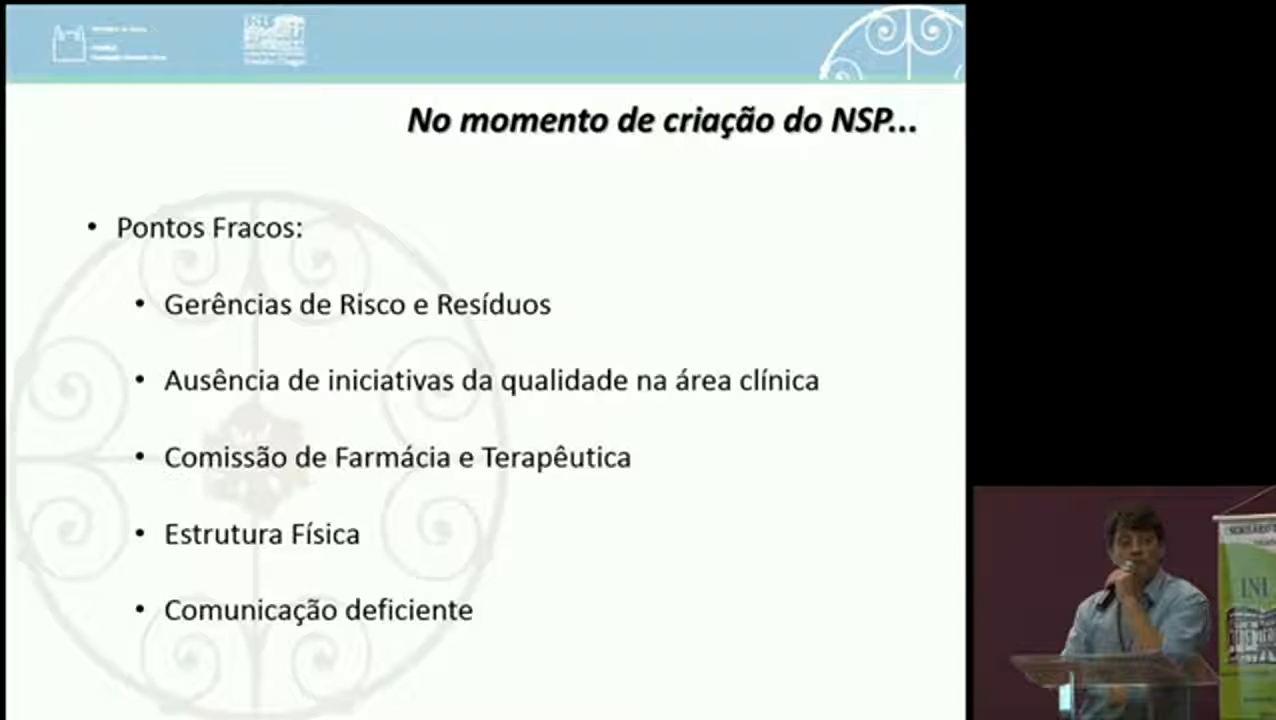 No momento de criação do NSP...
• Pontos Fracos:
• Gerências de Risco e Resíduos
• Ausência de iniciativas da qualidade na área clínica
• Comissão de Farmácia e Terapêutica
• Estrutura Física
• Comunicação deficiente
INI